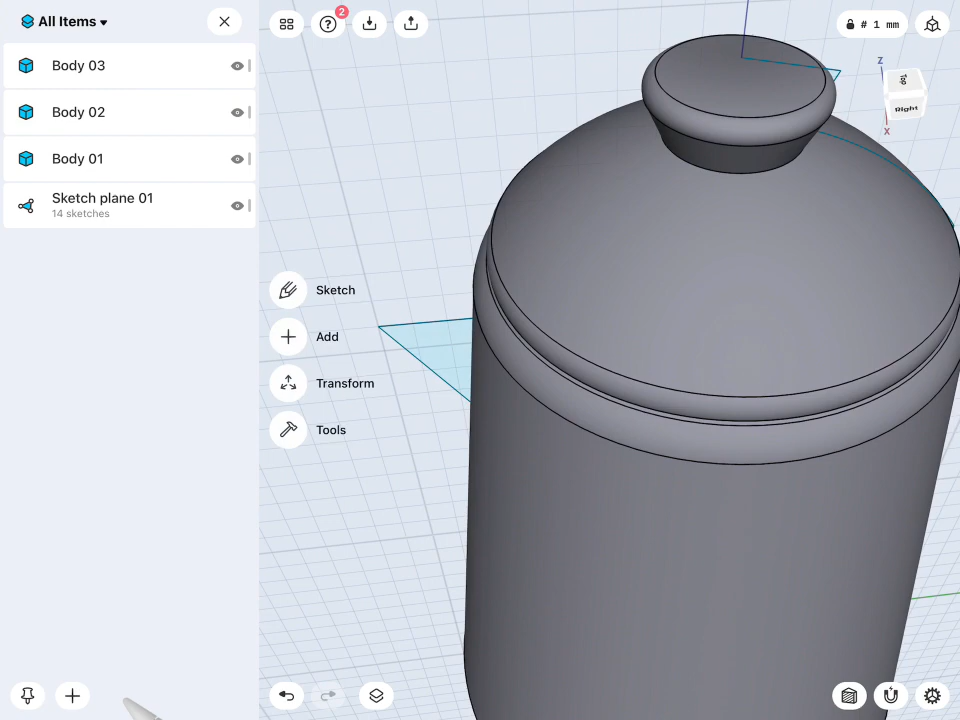 All Items
2
# 1 mm
Body 03
Body 02
Body 01
Sketch plane 01
14 sketches
Z
Right
X
Sketch
Add
Transform
Tools